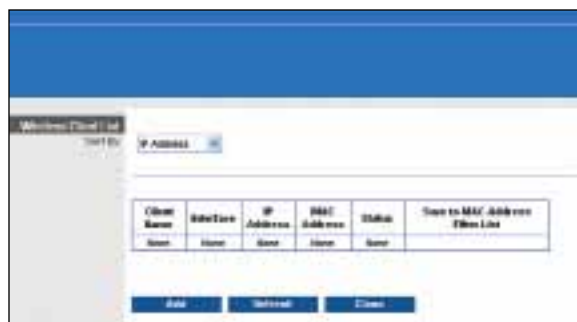 Wireless Client List
Sort By
IP Address
Client Name
Interface
IP Address
MAC Address
Status
Save to MAC Address Filter List
None
None
None
None
None
Add
Refresh
Close